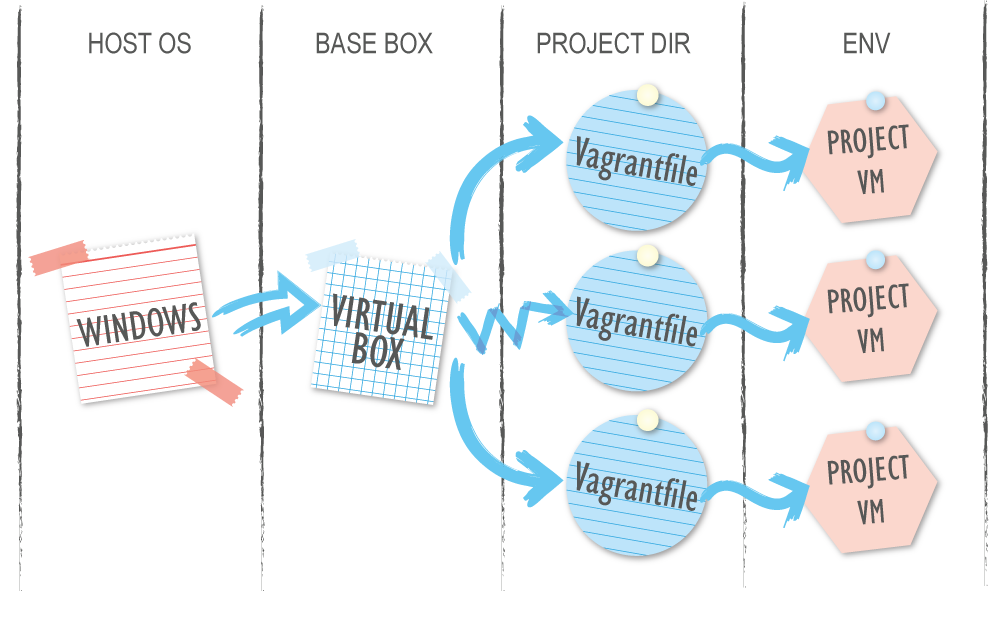 HOST OS
BASE BOX
PROJECT DIR
ENV
WINDOWS
VIRTUAL
BOX
Vagrantfile
PROJECT
VM
Vagrantfile
PROJECT
VM
Vagrantfile
PROJECT
VM